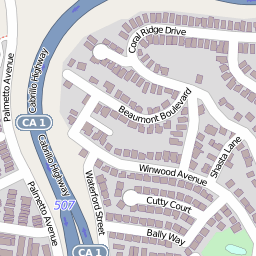 Coral Ridge Drive
Palmetto Avenue
Cabrillo Highway
Beaumont Boulevard
CA 1
Cabrillo Highway
Shasta Lane
Winwood Avenue
Waterford Street
Palmetto Avenue
507
Cutty Court
Bally Way
CA 1